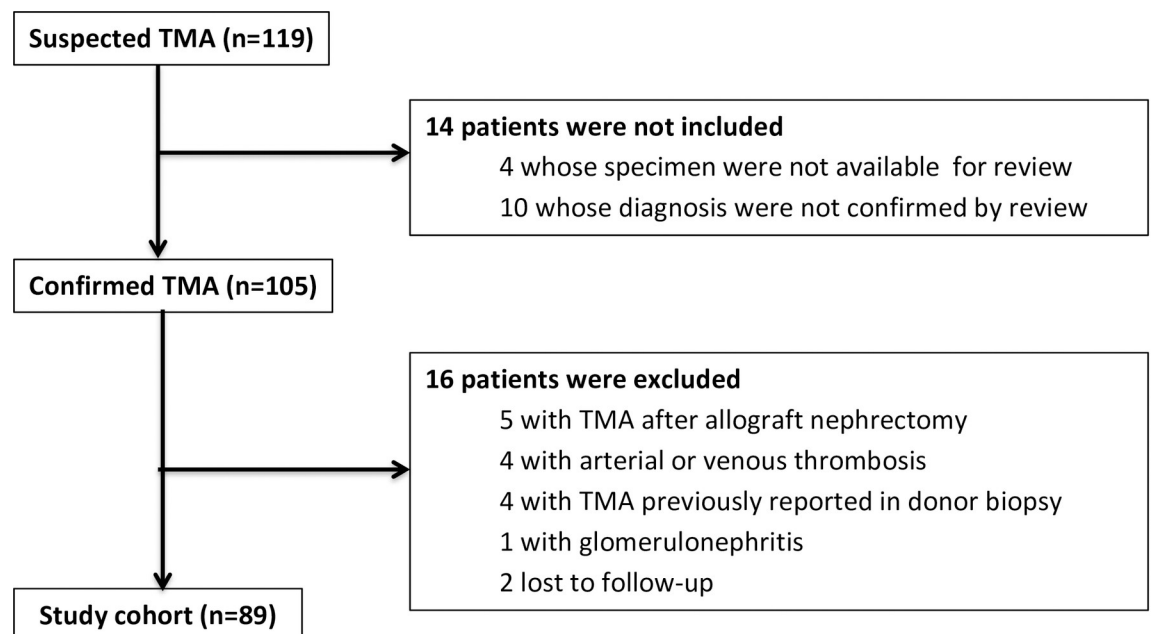 Suspected TMA (n=119)
14 patients were not included
4 whose specimen were not available for review
10 whose diagnosis were not confirmed by review
Confirmed TMA (n=105)
16 patients were excluded
5 with TMA after allograft nephrectomy
4 with arterial or venous thrombosis
4 with TMA previously reported in donor biopsy
1 with glomerulonephritis
2 lost to follow-up
Study cohort (n=89)